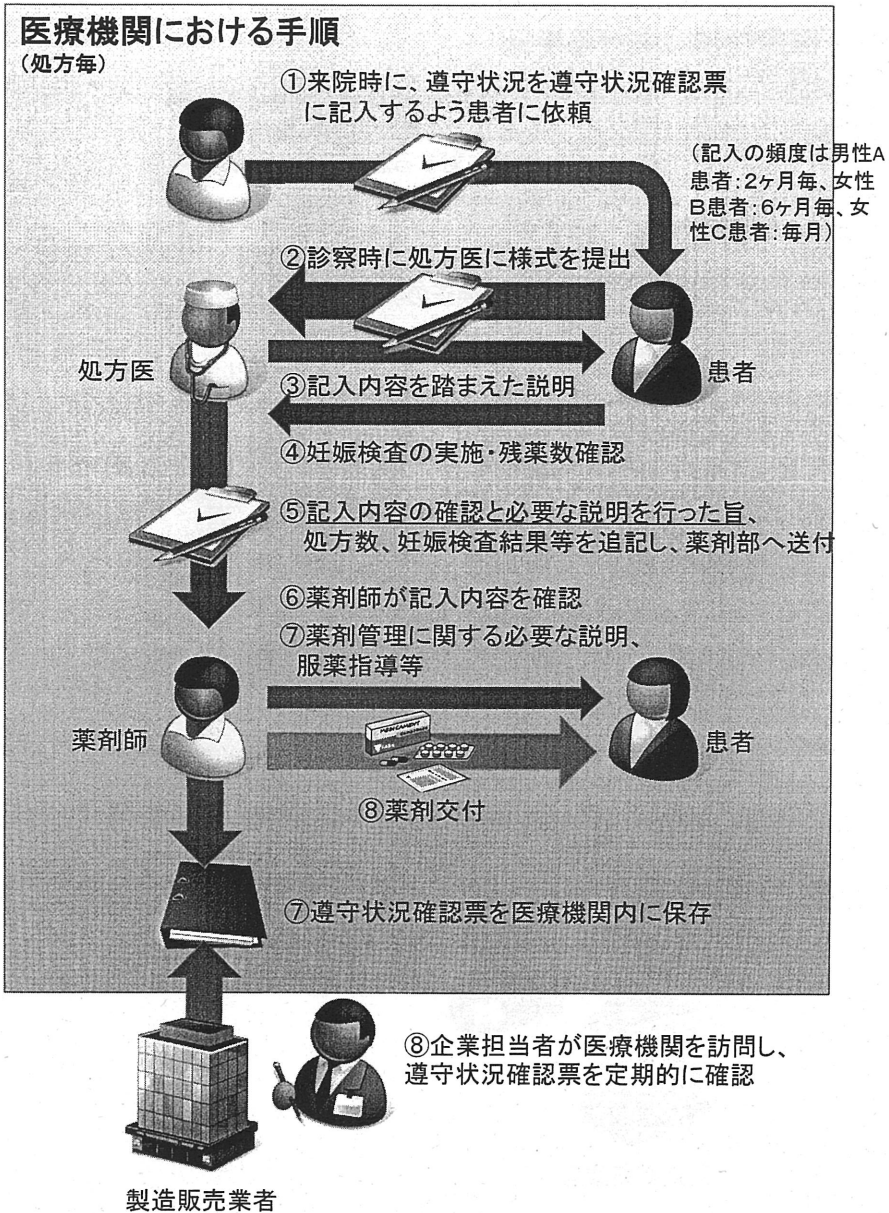 医療機関における手順
(処方毎)
①来院時に、遵守状況を遵守状況確認票
に記入するよう患者に依頼
(記入の頻度は男性A
患者:2ヶ月毎、女性
B患者:6ヶ月毎、女
性C患者:毎月)
②診察時に処方医に様式を提出
処方医
患者
③記入内容を踏まえた説明
④妊娠検査の実施・残薬数確認
⑤記入内容の確認と必要な説明を行った旨、
処方数、妊娠検査結果等を追記し、薬剤部へ送付
⑥薬剤師が記入内容を確認
⑦薬剤管理に関する必要な説明、
服薬指導等
薬剤師
患者
⑧薬剤交付
⑦遵守状況確認票を医療機関内に保存
⑧企業担当者が医療機関を訪問し、
遵守状況確認票を定期的に確認
製造販売業者